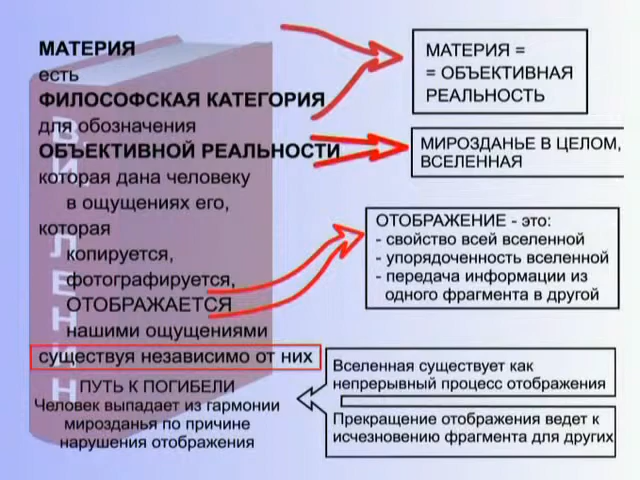 МАТЕРИЯ
есть
ФИЛОСОФСКАЯ КАТЕГОРИЯ
для обозначения
ОБЪЕКТИВНОЙ РЕАЛЬНОСТИ
которая дана человеку
в ощущениях его,
которая
копируется,
фотографируется,
ОТОБРАЖАЕТСЯ
нашими ощущениями
существуя независимо от них
ПУТЬ К ПОГИБЕЛИ
Человек выпадает из гармонии
мирозданья по причине
нарушения отображения
МАТЕРИЯ =
= ОБЪЕКТИВНАЯ
РЕАЛЬНОСТЬ
МИРОЗДАНЬЕ В ЦЕЛОМ,
ВСЕЛЕННАЯ
ОТОБРАЖЕНИЕ - это:
- свойство всей вселенной
- упорядоченность вселенной
- передача информации из
одного фрагмента в другой
Вселенная существует как
непрерывный процесс отображения
Прекращение отображения ведет к
исчезновению фрагмента для других
В.И. ЛЕНИН